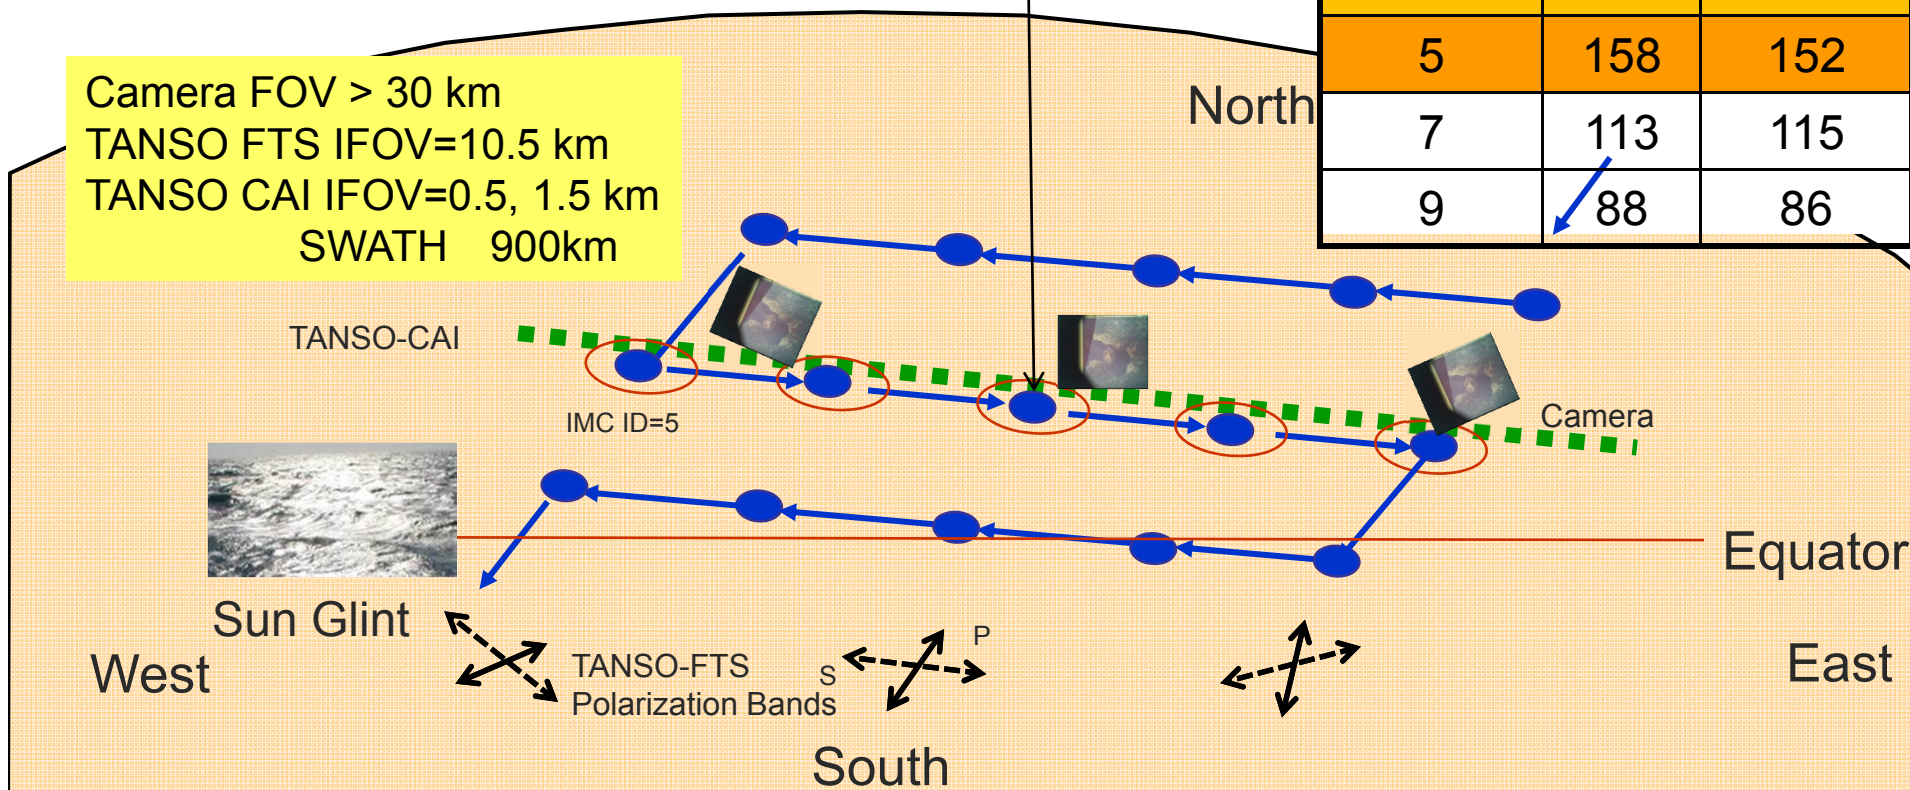 Camera FOV > 30 km
TANSO FTS IFOV=10.5 km
TANSO CAI IFOV=0.5, 1.5 km
SWATH 900km
North
5 158 152
7 113 115
9 88 86
TANSO-CAI
IMC ID=5
Camera
Equator
Sun Glint
West
TANSO-FTS
Polarization Bands
S
P
East
South